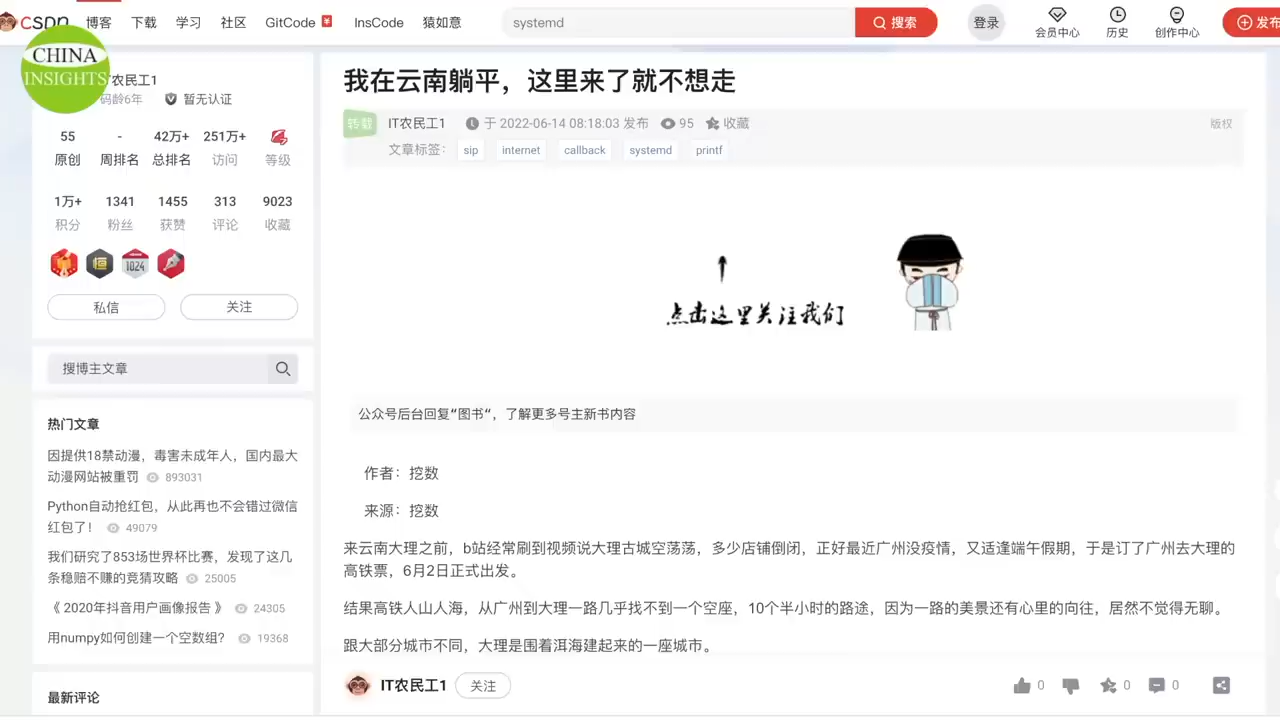 CSDN 博客 下载 学习 社区 GitCode InsCode 猿如意 systemd 搜索 登录 会员中心 历史 创作中心 发布
CHINA
INSIGHTS
农民工1
码龄6年 暂无认证
55 - 42万+ 251万+
原创 周排名 总排名 访问 等级
1万+ 1341 1455 313 9023
积分 粉丝 获赞 评论 收藏
1024
私信 关注
搜博主文章
热门文章
因提供18禁动漫，毒害未成年人，国内最大
动漫网站被重罚 893031
Python自动抢红包，从此再也不会错过微信
红包了！ 49079
我们研究了853场世界杯比赛，发现了这几
条稳赔不赚的竞猜攻略 25005
《 2020年抖音用户画像报告 》 24305
用numpy如何创建一个空数组? 19368
最新评论
我在云南躺平，这里来了就不想走
转载 IT农民工1 于 2022-06-14 08:18:03 发布 95 收藏 版权
文章标签： sip internet callback systemd printf
点击这里关注我们
公众号后台回复“图书“，了解更多号主新书内容
作者：挖数
来源：挖数
来云南大理之前，b站经常刷到视频说大理古城空荡荡，多少店铺倒闭，正好最近广州没疫情，又适逢端午假期，于是订了广州去大理的
高铁票，6月2日正式出发。
结果高铁人山人海，从广州到大理一路几乎找不到一个空座，10个半小时的路途，因为一路的美景还有心里的向往，居然不觉得无聊。
跟大部分城市不同，大理是围着洱海建起来的一座城市。
IT农民工1 关注 0 0 0